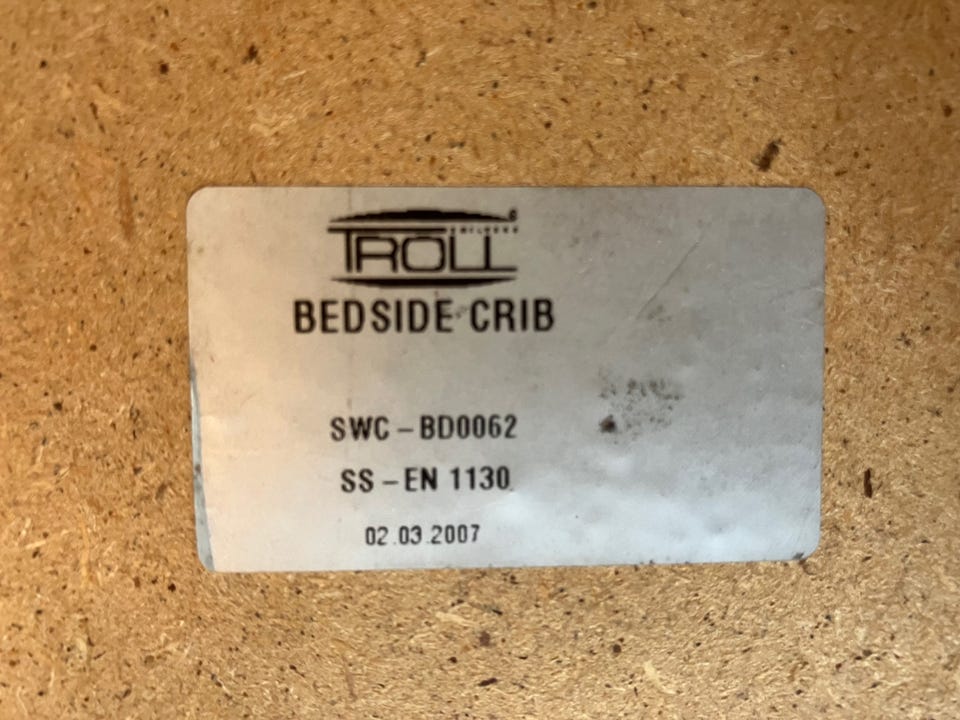 TROLL
BEDSIDE CRIB
SWC - BD0062
SS - EN 1130
02.03.2007